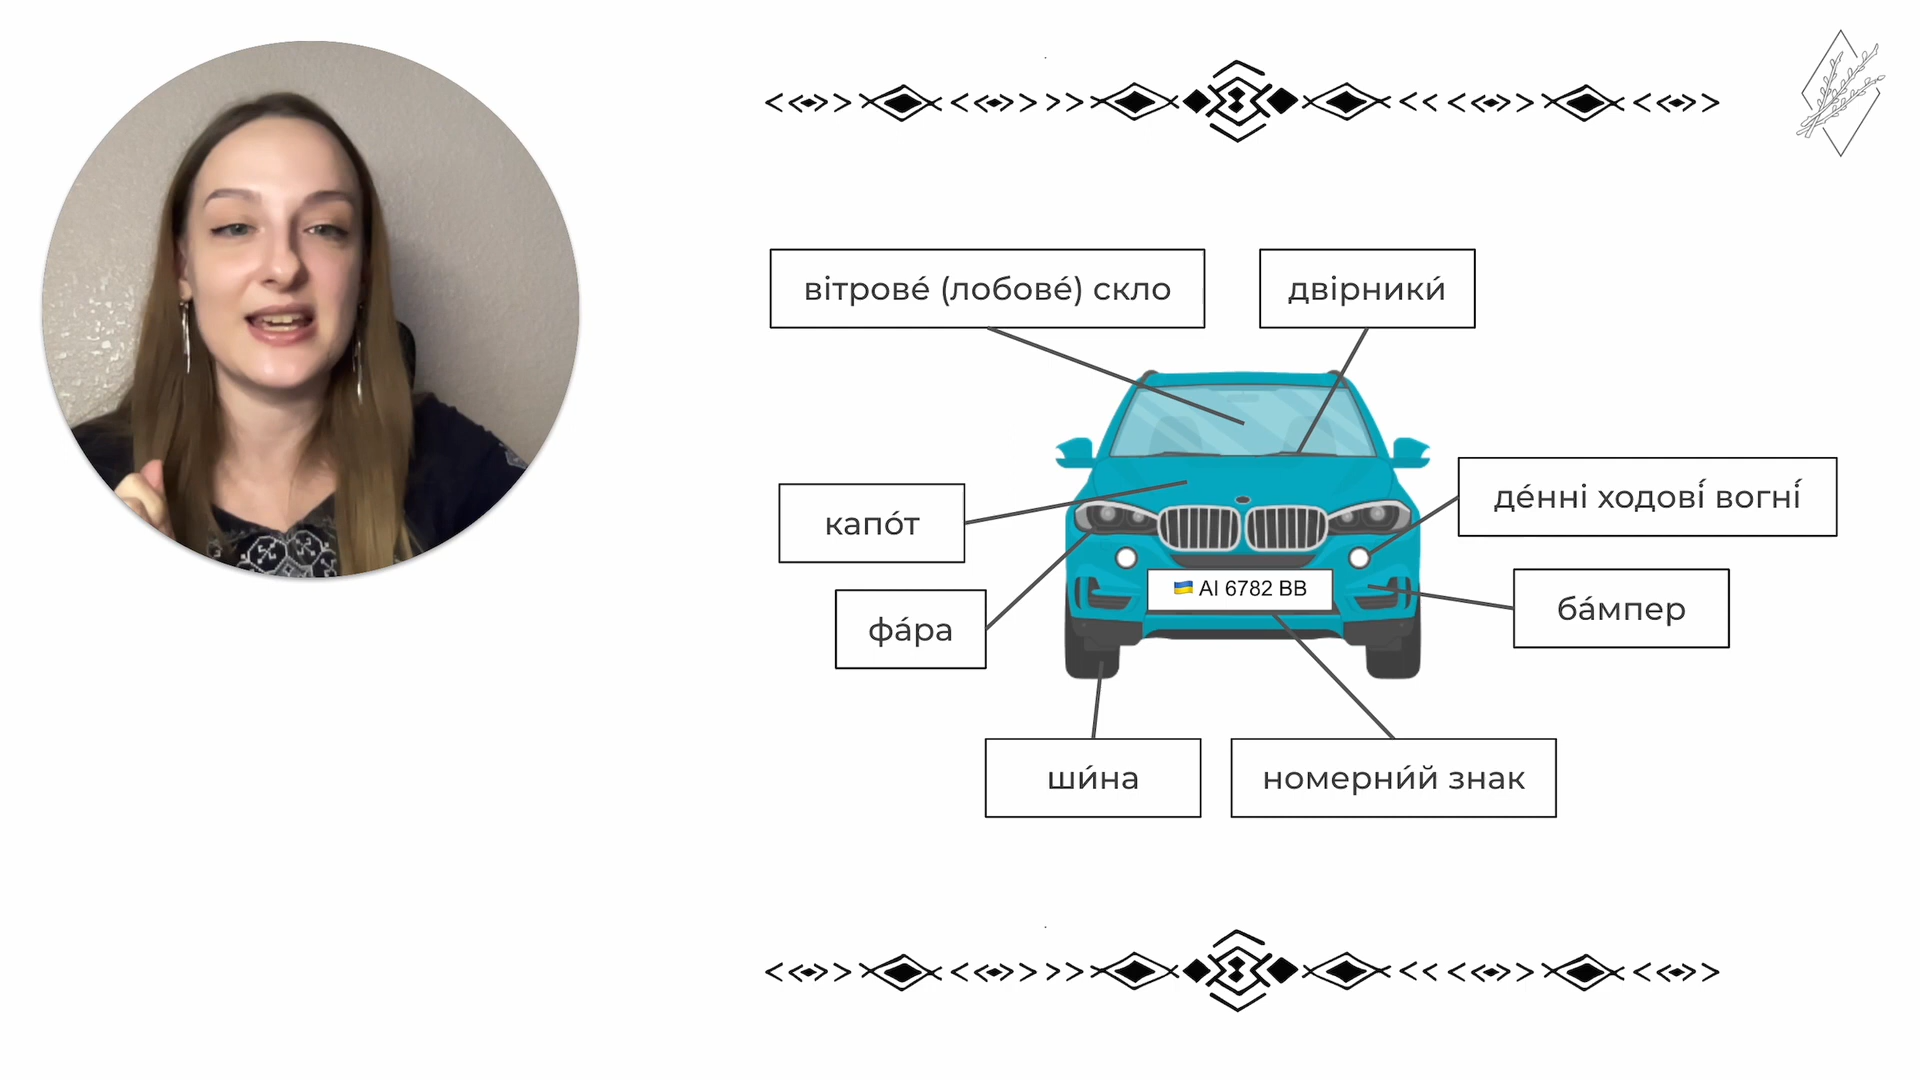 вітрове́ (лобове́) скло
двірники́
капо́т
де́нні ходові́ вогні́
AI 6782 BB
ба́мпер
фа́ра
ши́на
номерни́й знак